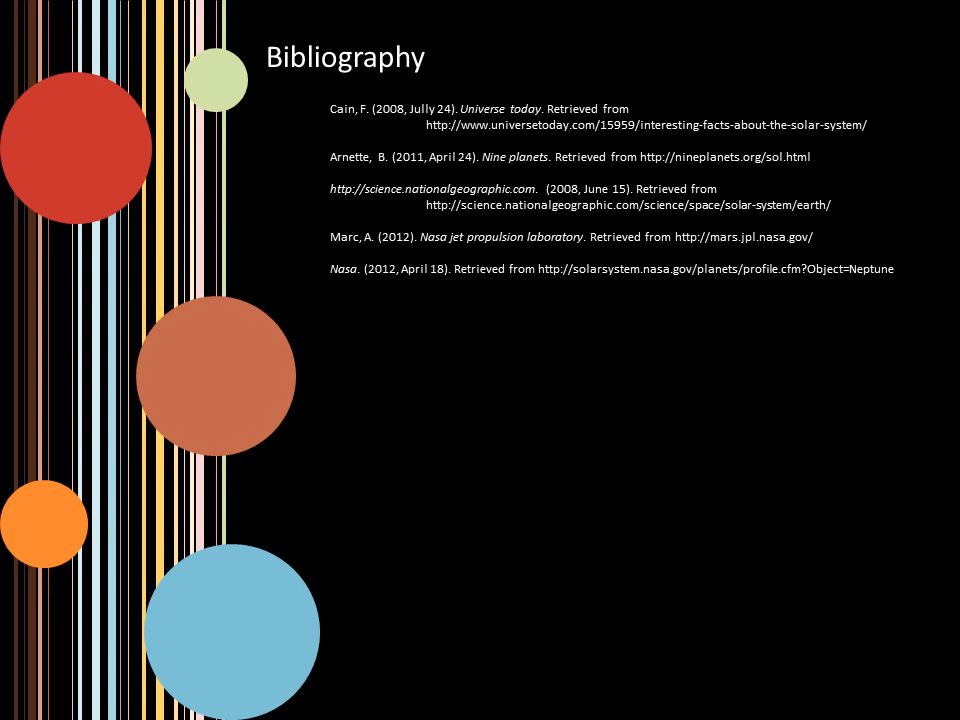 Bibliography
Cain, F. (2008, Jully 24). Universe today. Retrieved from
http://www.universetoday.com/15959/interesting-facts-about-the-solar-system/
Arnette, B. (2011, April 24). Nine planets. Retrieved from http://nineplanets.org/sol.html
http://science.nationalgeographic.com. (2008, June 15). Retrieved from
http://science.nationalgeographic.com/science/space/solar-system/earth/
Marc, A. (2012). Nasa jet propulsion laboratory. Retrieved from http://mars.jpl.nasa.gov/
Nasa. (2012, April 18). Retrieved from http://solarsystem.nasa.gov/planets/profile.cfm?Object=Neptune